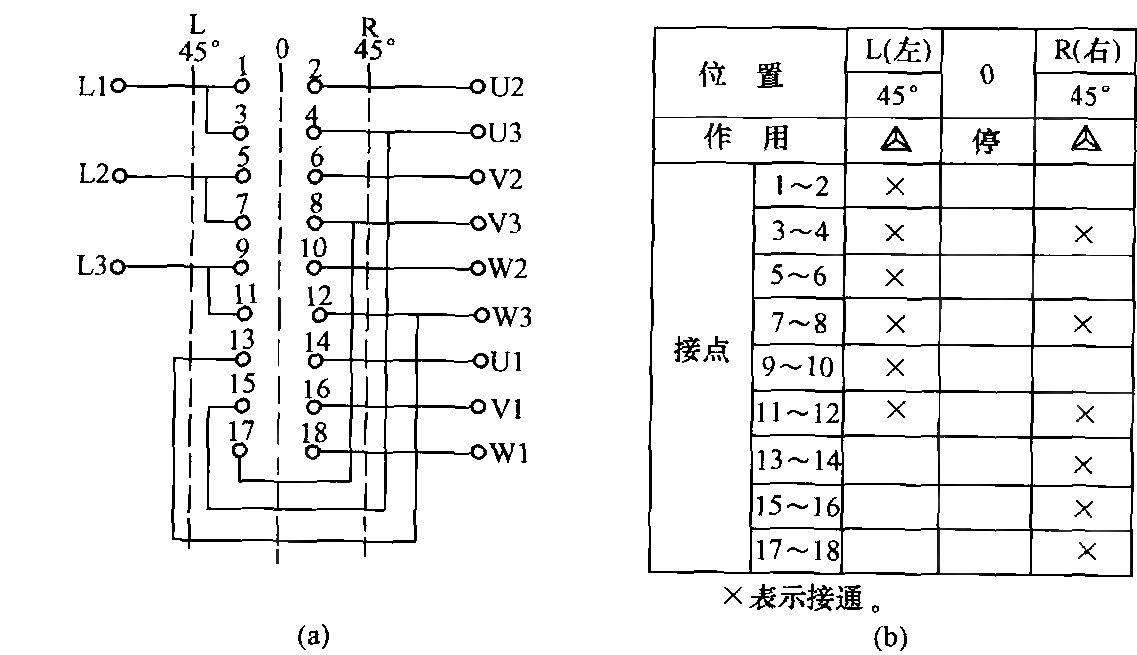 L
45°
0
R
45°
L1
1
2
U2
3
4
U3
L2
5
6
V2
7
8
V3
L3
9
10
W2
11
12
W3
13
14
U1
15
16
V1
17
18
W1
(a)
位置
L(左)
45°
0
R(右)
45°
作用
停
接点
1～2 ×
3～4 × ×
5～6 ×
7～8 × ×
9～10 ×
11～12 × ×
13～14 ×
15～16 ×
17～18 ×
×表示接通。
(b)